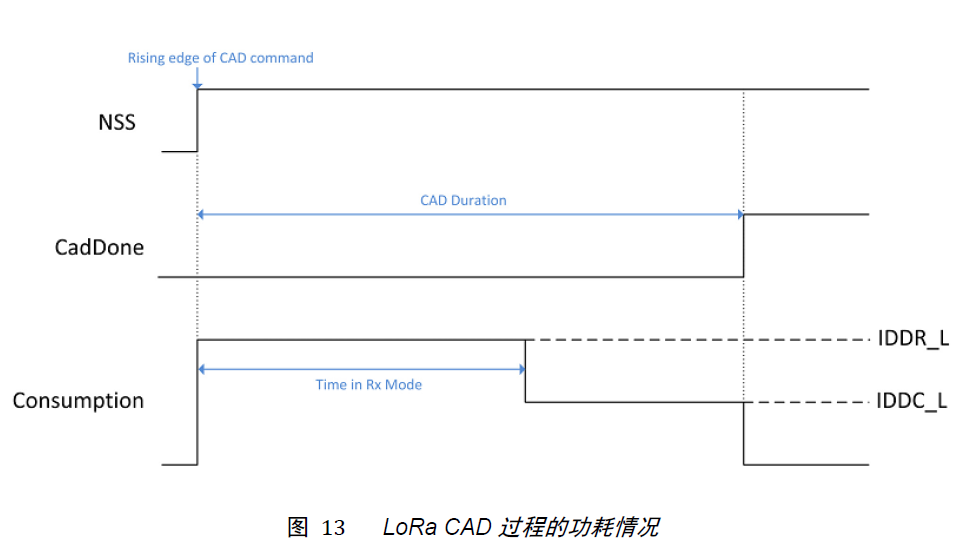 Rising edge of CAD command
NSS
CAD Duration
CadDone
IDDR_L
Time in Rx Mode
Consumption
IDDC_L
图 13 LoRa CAD 过程的功耗情况